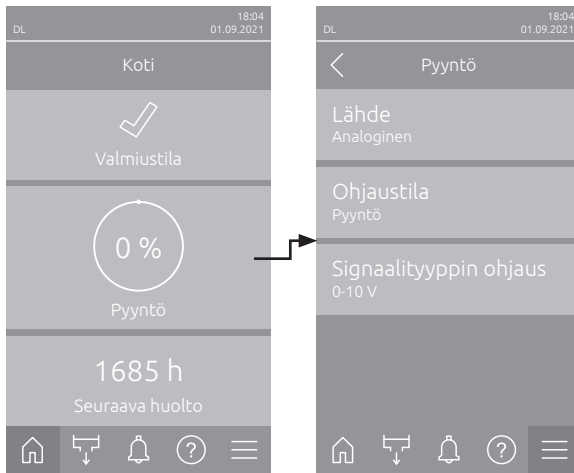 18:04
DL
01.09.2021
Koti
Valmiustila
0 %
Pyyntö
1685 h
Seuraava huolto
18:04
DL
01.09.2021
Pyyntö
Lähde
Analoginen
Ohjaustila
Pyyntö
Signaalityyppin ohjaus
0-10 V